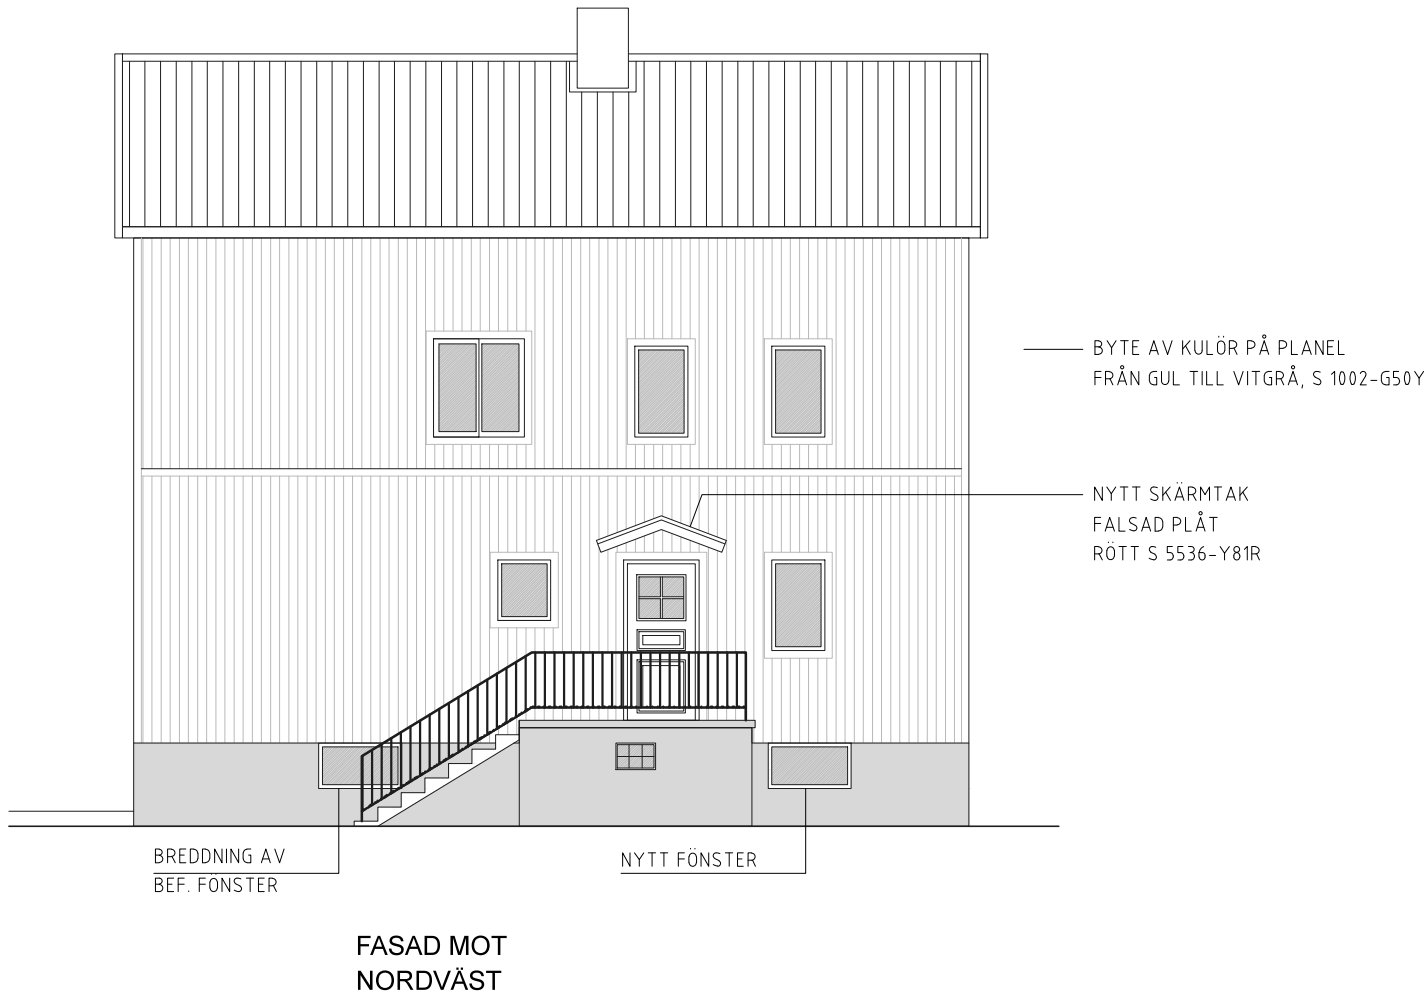 BYTE AV KULÖR PÅ PLANEL
FRÅN GUL TILL VITGRÅ, S 1002-G50Y
NYTT SKÄRMTAK
FALSAD PLÅT
RÖTT S 5536-Y81R
BREDDNING AV
BEF. FÖNSTER
NYTT FÖNSTER
FASAD MOT
NORDVÄST